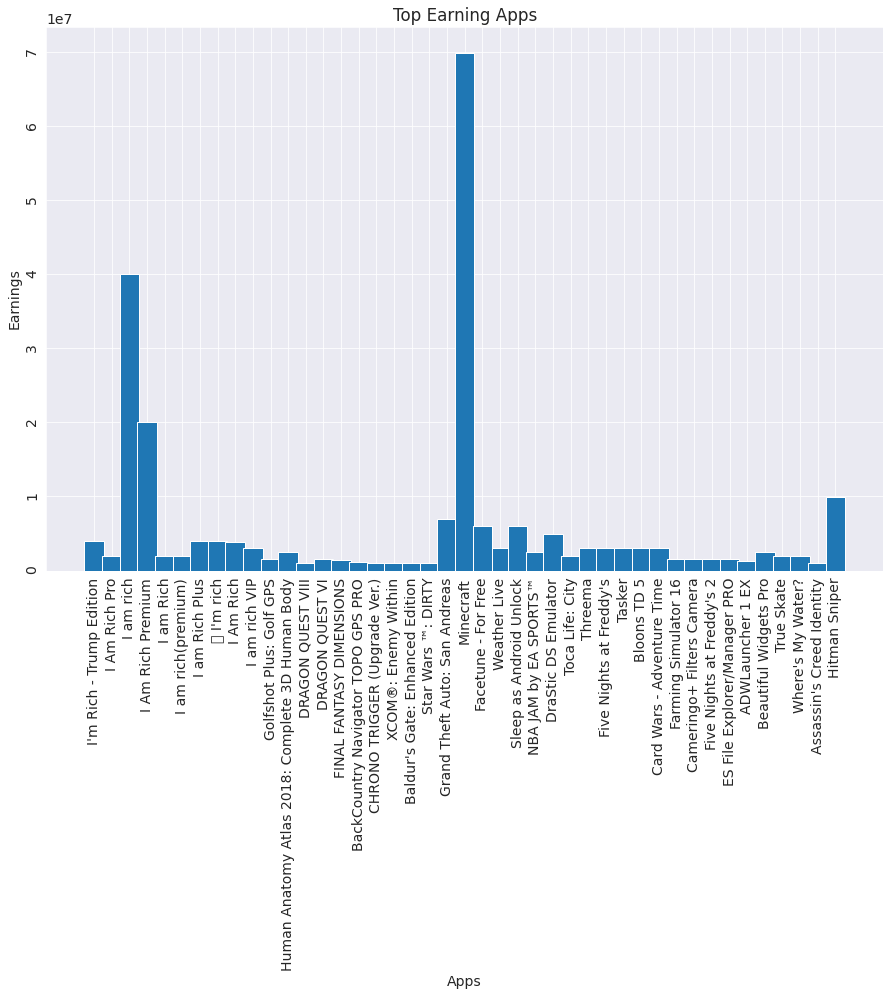 Top Earning Apps
1e7
7
6
5
4
3
2
1
0
Earnings
I'm Rich - Trump Edition
I Am Rich Pro
I am rich
I Am Rich Premium
I am Rich
I am rich(premium)
I am Rich Plus
I'm rich
I Am Rich
I am rich VIP
Golfshot Plus: Golf GPS
Human Anatomy Atlas 2018: Complete 3D Human Body
DRAGON QUEST VIII
DRAGON QUEST VI
FINAL FANTASY DIMENSIONS
BackCountry Navigator TOPO GPS PRO
CHRONO TRIGGER (Upgrade Ver.)
XCOM®: Enemy Within
Baldur's Gate: Enhanced Edition
Star Wars ™: DIRTY
Grand Theft Auto: San Andreas
Minecraft
Facetune - For Free
Weather Live
Sleep as Android Unlock
NBA JAM by EA SPORTS™
DraStic DS Emulator
Toca Life: City
Threema
Five Nights at Freddy's
Tasker
Bloons TD 5
Card Wars - Adventure Time
Farming Simulator 16
Cameringo+ Filters Camera
Five Nights at Freddy's 2
ES File Explorer/Manager PRO
ADWLauncher 1 EX
Beautiful Widgets Pro
True Skate
Where's My Water?
Assassin's Creed Identity
Hitman Sniper
Apps